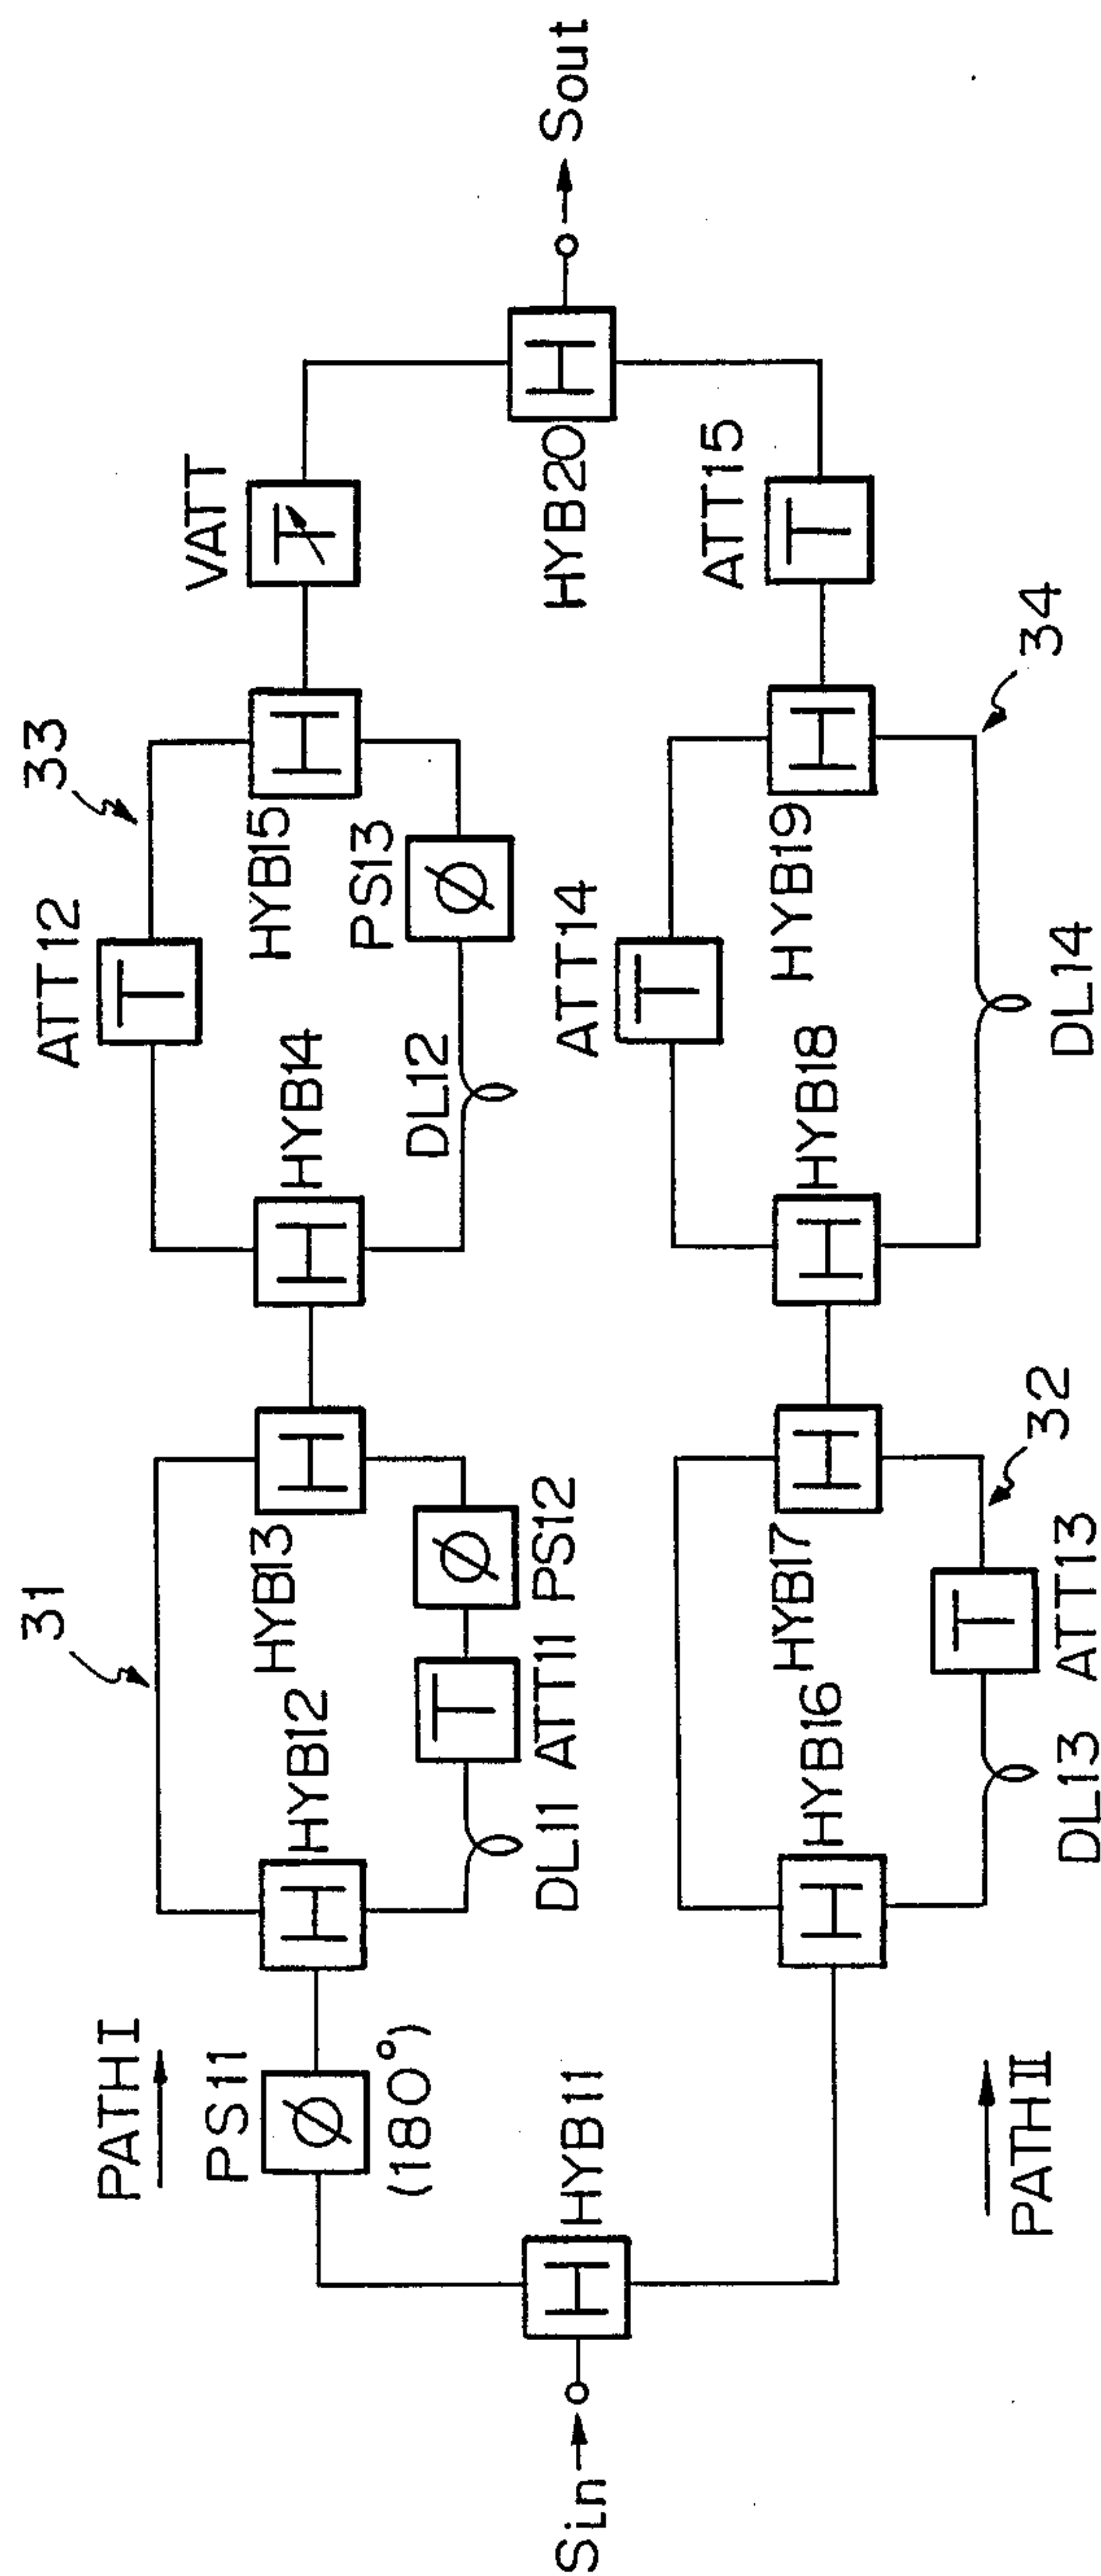 PATH I
PS11
Ø
(180°)
Sin
H
HYB11
PATH II
31
H
HYB12
DL11
T
ATT11
Ø
PS12
H
HYB13
33
H
HYB14
T
ATT12
DL12
Ø
PS13
H
HYB15
T
VATT
H
HYB16
DL13
T
ATT13
32
H
HYB17
H
HYB18
T
ATT14
DL14
34
H
HYB19
T
ATT15
H
HYB20
Sout